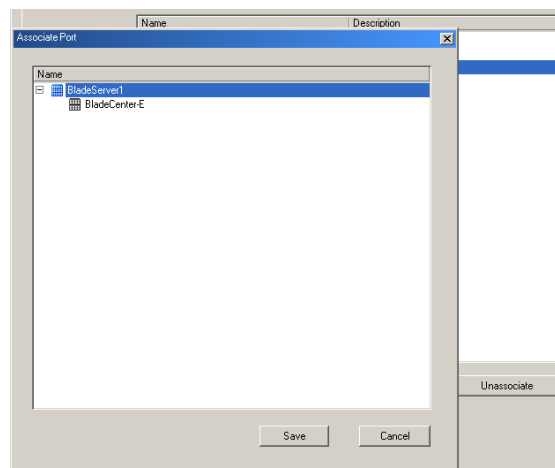 Name Description
Associate Port
Name
BladeServer1
BladeCenter-E
Unassociate
Save Cancel